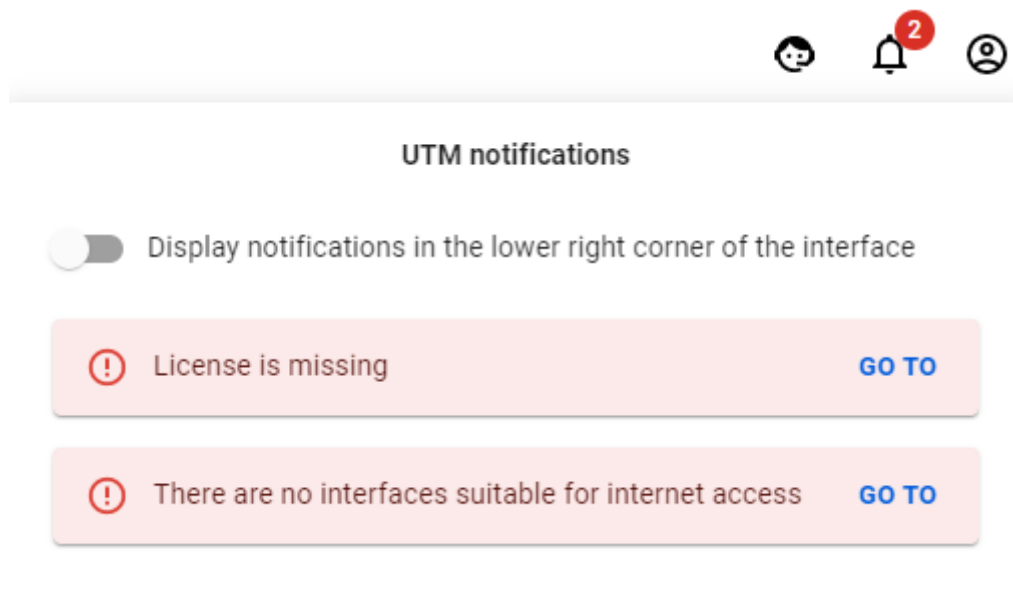 2
UTM notifications
Display notifications in the lower right corner of the interface
License is missing GO TO
There are no interfaces suitable for internet access GO TO